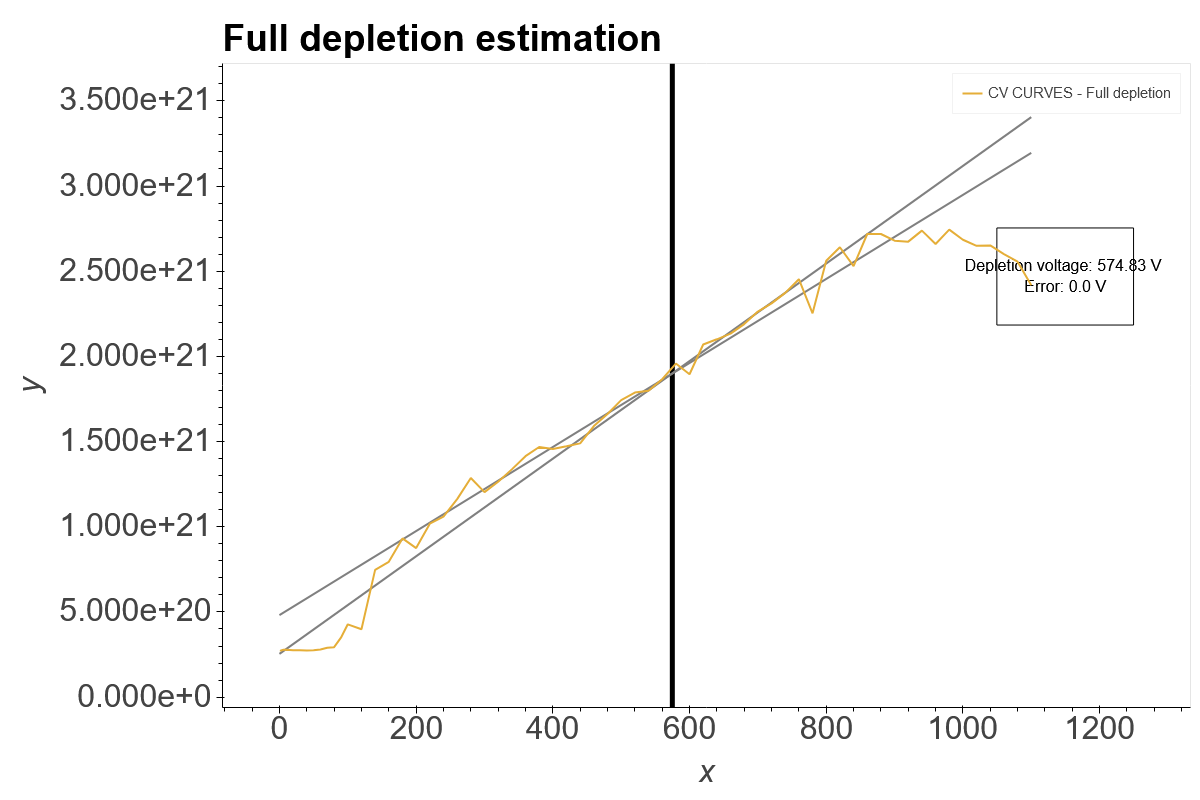 Full depletion estimation
CV CURVES - Full depletion
3.500e+21
3.000e+21
2.500e+21
2.000e+21
1.500e+21
1.000e+21
5.000e+20
0.000e+0
y
Depletion voltage: 574.83 V
Error: 0.0 V
0 200 400 600 800 1000 1200
x